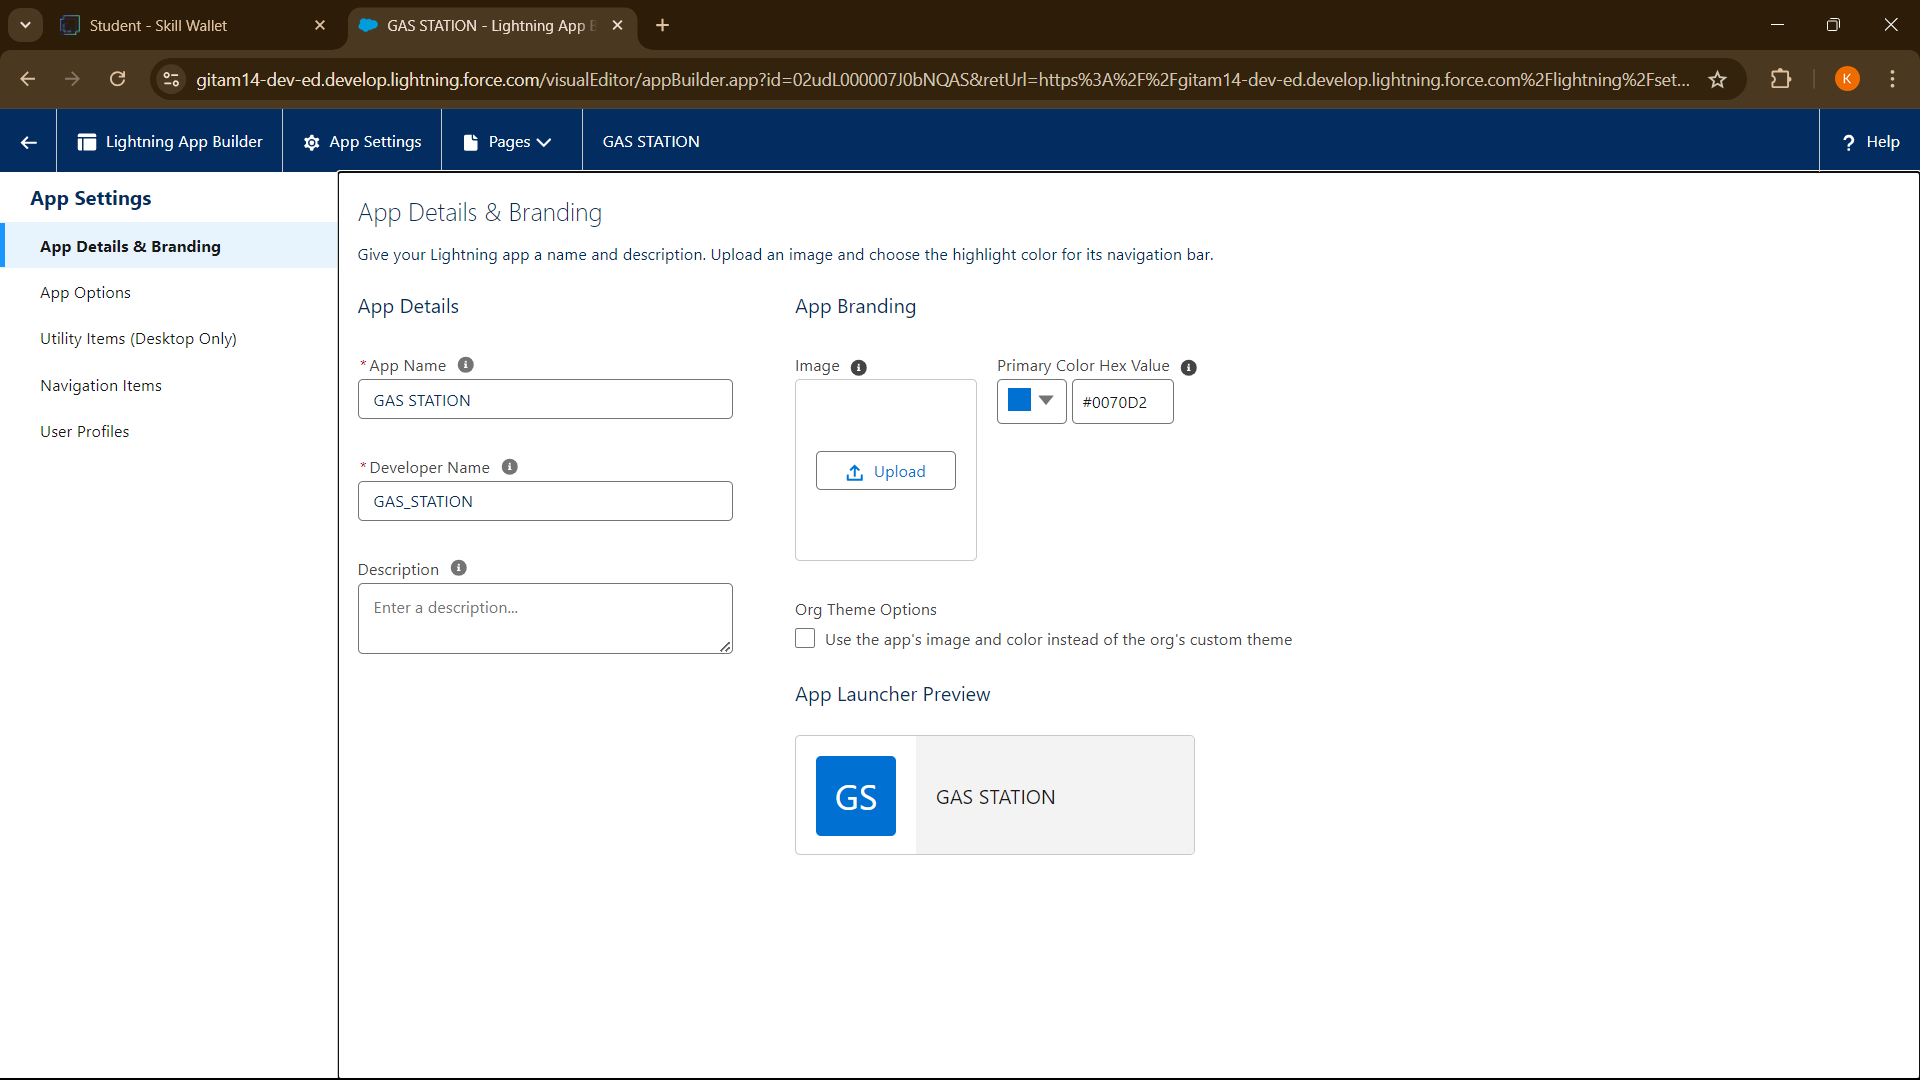 Student - Skill Wallet
GAS STATION - Lightning App B
gitam14-dev-ed.develop.lightning.force.com/visualEditor/appBuilder.app?id=02udL000007J0bNQAS&retUrl=https%3A%2F%2Fgitam14-dev-ed.develop.lightning.force.com%2Flightning%2Fset...
K
Lightning App Builder
App Settings
Pages
GAS STATION
? Help
App Settings
App Details & Branding
App Options
Utility Items (Desktop Only)
Navigation Items
User Profiles
App Details & Branding
Give your Lightning app a name and description. Upload an image and choose the highlight color for its navigation bar.
App Details
* App Name
GAS STATION
* Developer Name
GAS_STATION
Description
Enter a description...
App Branding
Image
Upload
Primary Color Hex Value
#0070D2
Org Theme Options
Use the app's image and color instead of the org's custom theme
App Launcher Preview
GS
GAS STATION